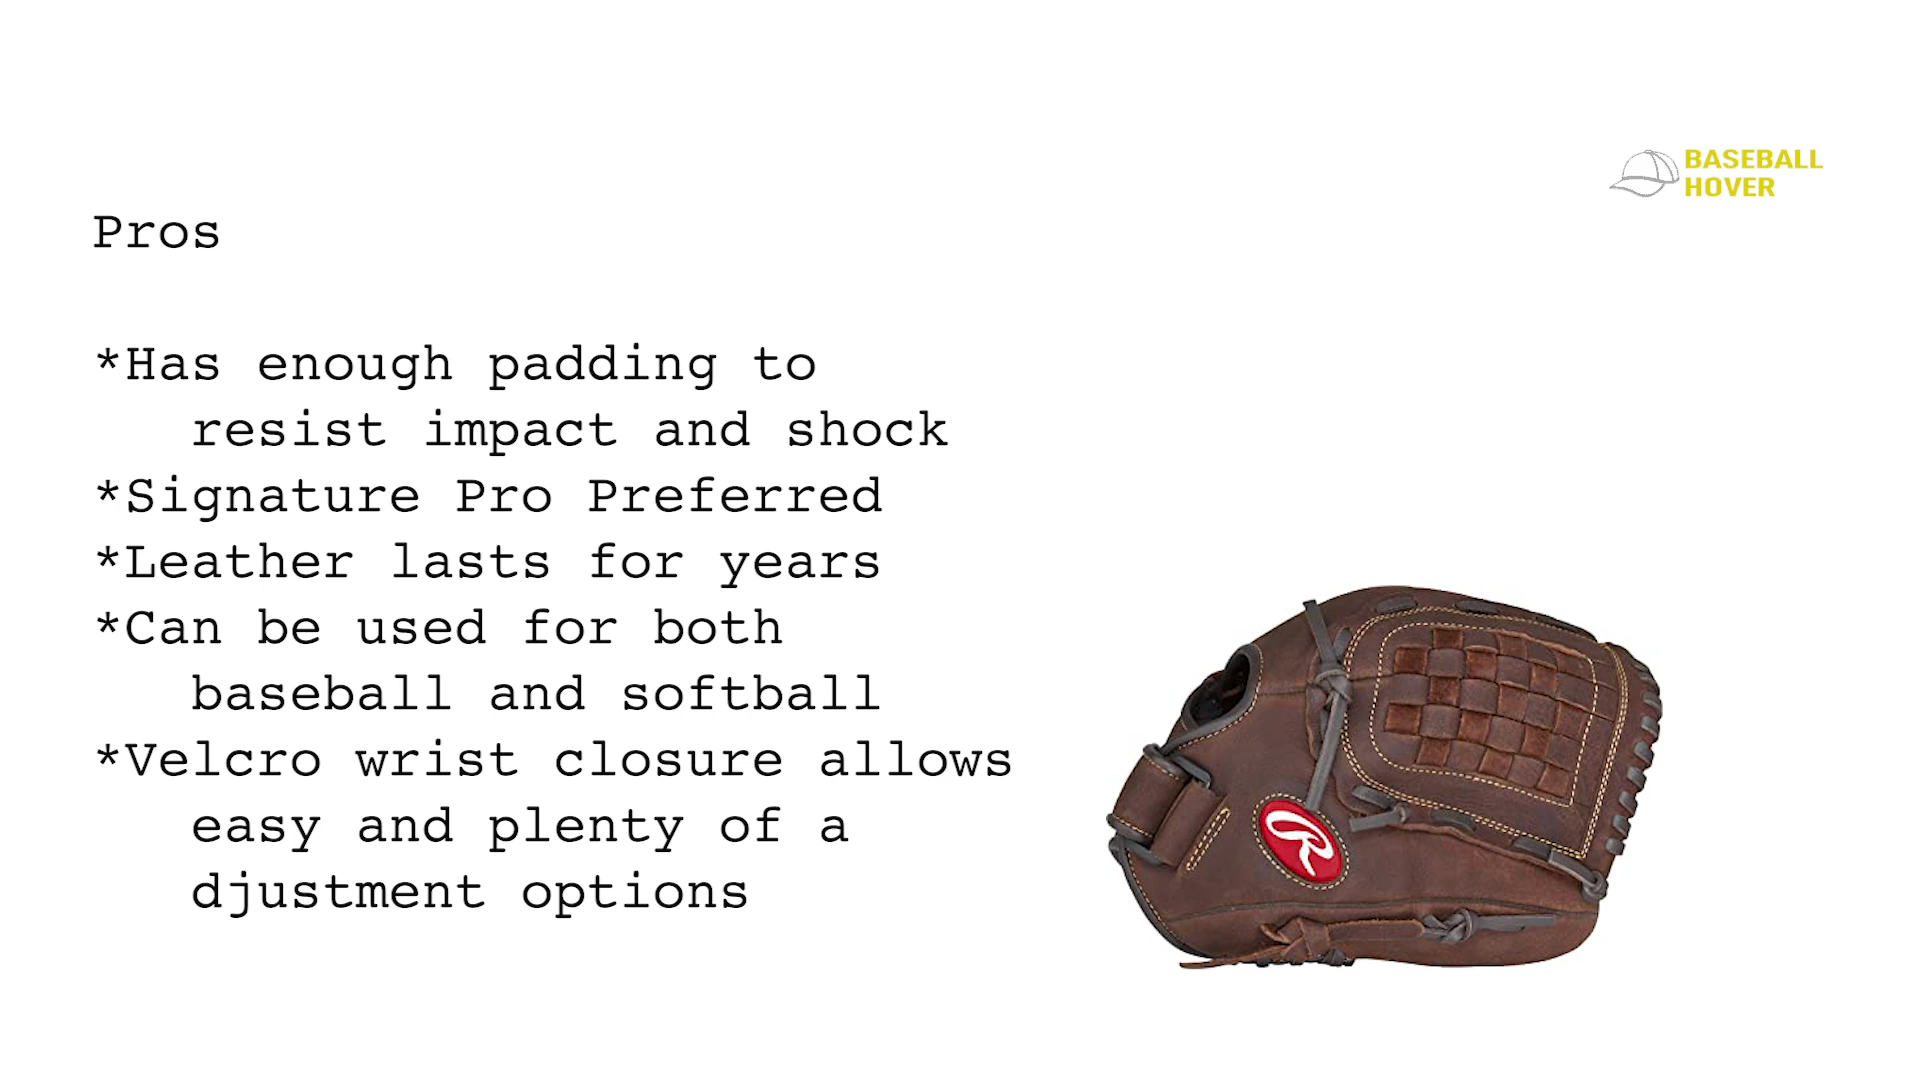 BASEBALL
HOVER
Pros
*Has enough padding to
resist impact and shock
*Signature Pro Preferred
*Leather lasts for years
*Can be used for both
baseball and softball
*Velcro wrist closure allows
easy and plenty of a
djustment options
R